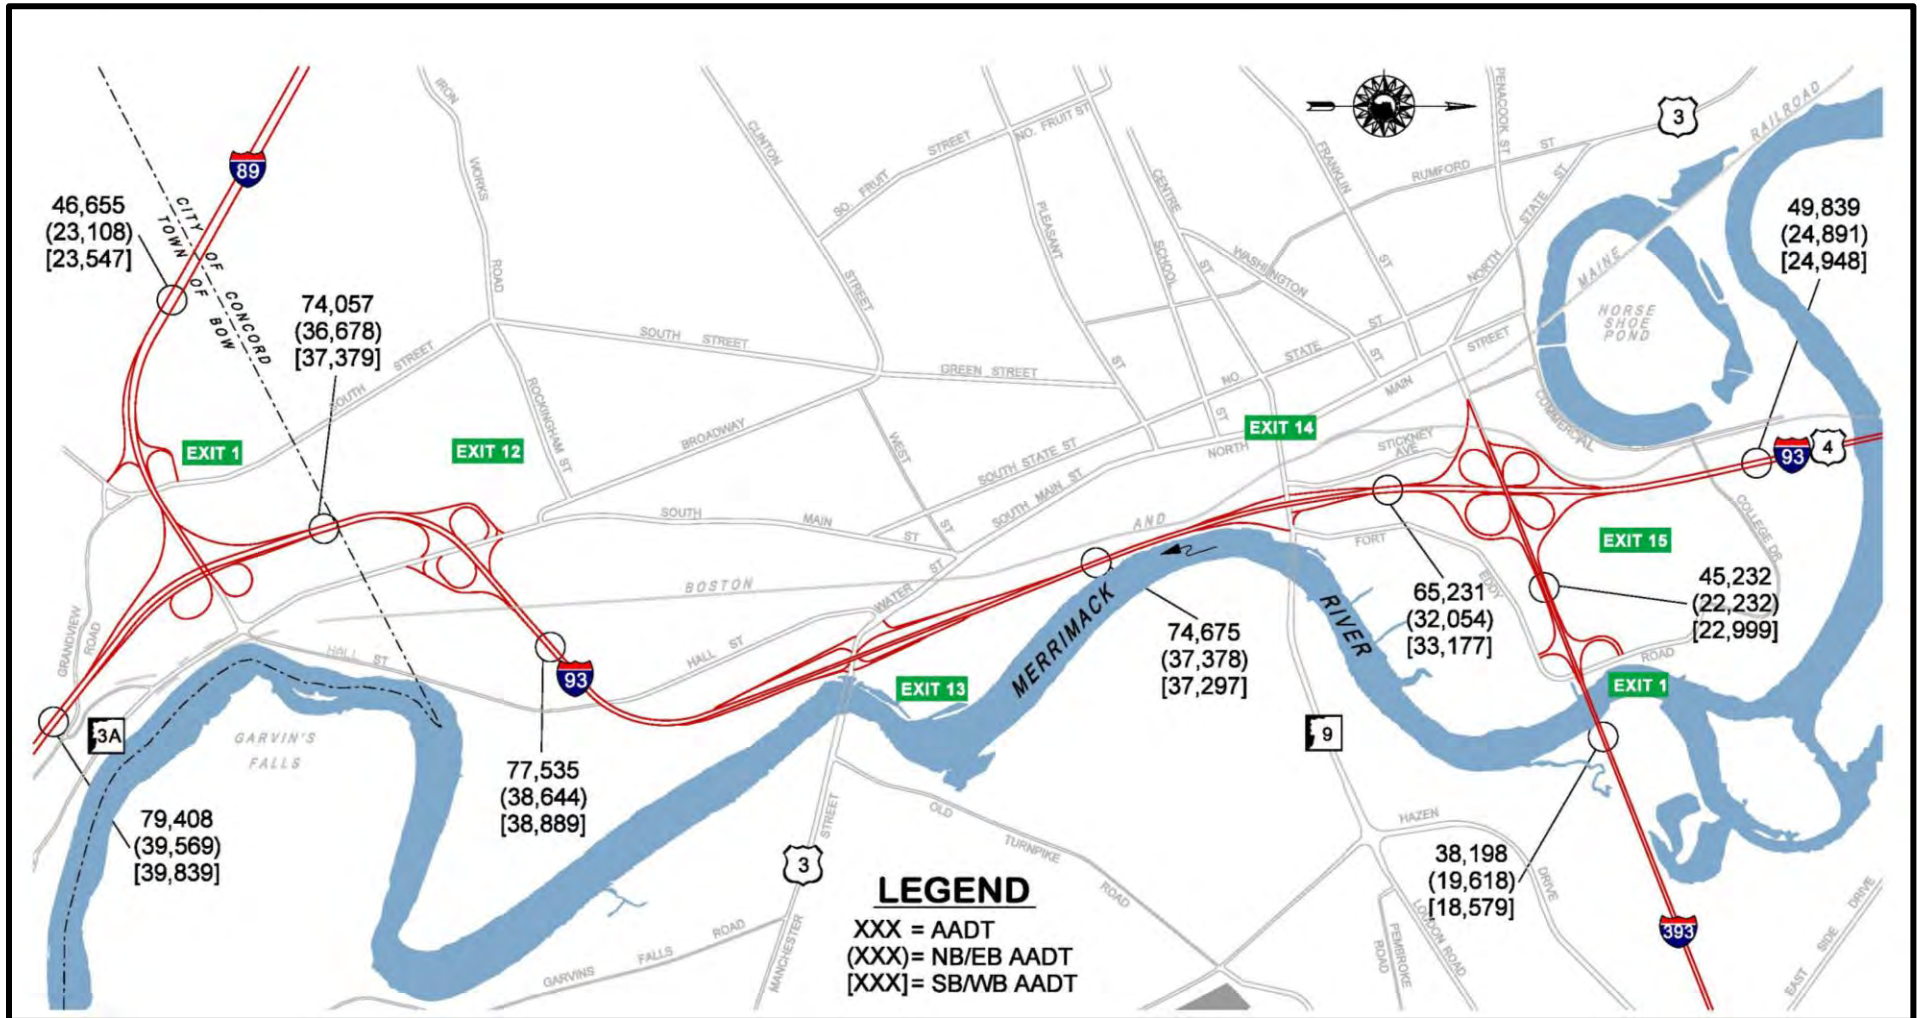 89
3
46,655
(23,108)
[23,547]
CITY OF CONCORD
TOWN OF BOW
74,057
(36,678)
[37,379]
49,839
(24,891)
[24,948]
IRON
WORKS
ROAD
CLINTON
STREET
SO. FRUIT
STREET
NO. FRUIT ST
PLEASANT
ST
CENTRE
ST
SCHOOL
ST
FRANKLIN
ST
WASHINGTON
ST
PENACOOK ST
RUMFORD
ST
NORTH
STATE
ST
MAINE
RAILROAD
HORSE
SHOE
POND
SOUTH
STREET
SOUTH
STREET
GREEN STREET
NO.
STATE
ST
MAIN
STREET
ROCKINGHAM ST
BROADWAY
WEST
ST
SOUTH STATE ST
SOUTH MAIN ST
NORTH
STICKNEY
AVE
COMMERCIAL
COLLEGE DR
EXIT 1
EXIT 12
EXIT 14
EXIT 15
93
4
SOUTH
MAIN
ST
BOSTON
AND
WATER
ST
FORT
EDDY
ROAD
GRANDVIEW
ROAD
HALL
ST
HALL
ST
MERRIMACK
RIVER
65,231
(32,054)
[33,177]
45,232
(22,232)
[22,999]
74,675
(37,378)
[37,297]
93
EXIT 13
EXIT 1
3A
GARVIN'S
FALLS
9
77,535
(38,644)
[38,889]
79,408
(39,569)
[39,839]
OLD
TURNPIKE
ROAD
HAZEN
DRIVE
38,198
(19,618)
[18,579]
3
MANCHESTER
STREET
GARVINS
FALLS
ROAD
PEMBROKE
ROAD
LOUDON ROAD
393
EAST SIDE DRIVE
LEGEND
XXX = AADT
(XXX)= NB/EB AADT
[XXX]= SB/WB AADT